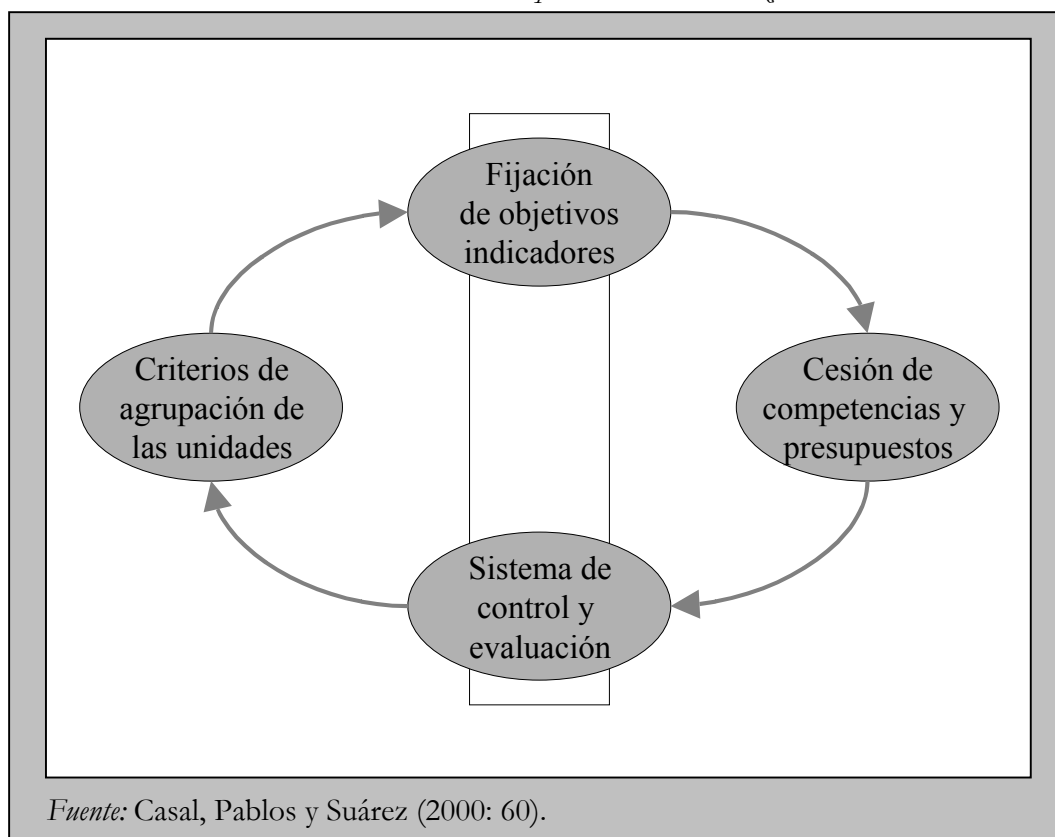 Fijación
de objetivos
indicadores
Criterios de
agrupación de
las unidades
Cesión de
competencias y
presupuestos
Sistema de
control y
evaluación
Fuente: Casal, Pablos y Suárez (2000: 60).